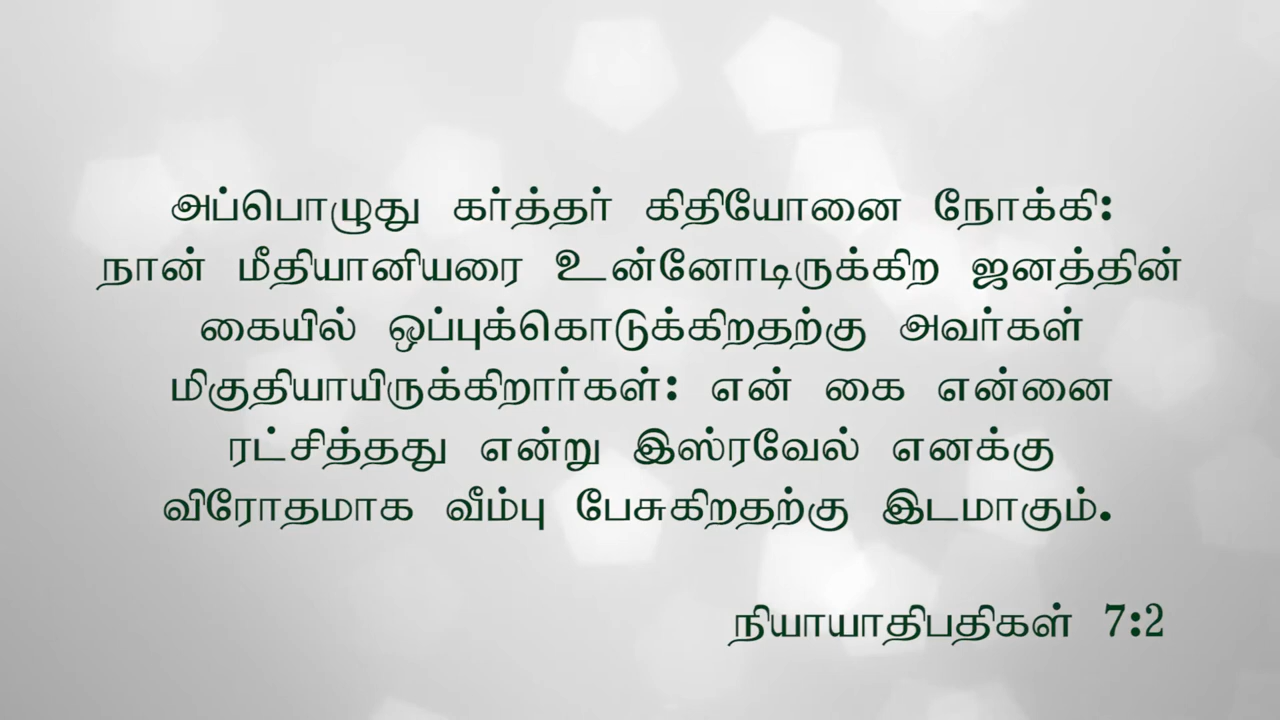 அப்பொழுது கர்த்தர் கிதியோனை நோக்கி:
நான் மீதியானியரை உன்னோடிருக்கிற ஜனத்தின்
கையில் ஒப்புக்கொடுக்கிறதற்கு அவர்கள்
மிகுதியாயிருக்கிறார்கள்: என் கை என்னை
ரட்சித்தது என்று இஸ்ரவேல் எனக்கு
விரோதமாக வீம்பு பேசுகிறதற்கு இடமாகும்.
நியாயாதிபதிகள் 7:2